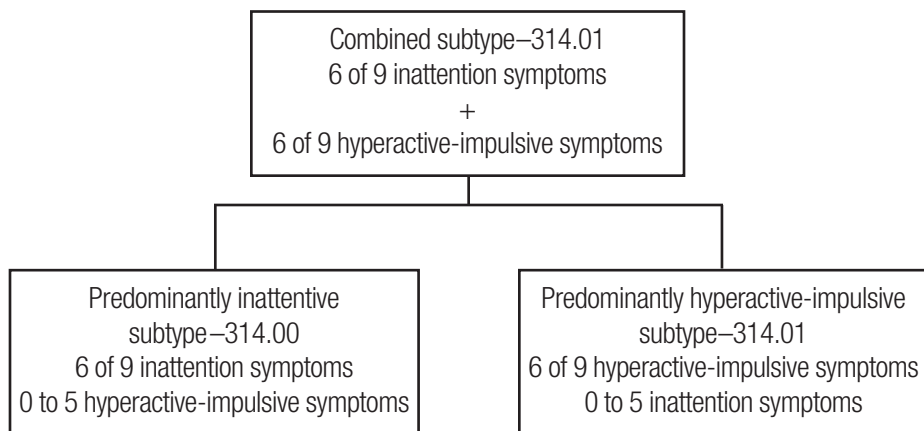 Combined subtype–314.01
6 of 9 inattention symptoms
+
6 of 9 hyperactive-impulsive symptoms
Predominantly inattentive
subtype–314.00
6 of 9 inattention symptoms
0 to 5 hyperactive-impulsive symptoms
Predominantly hyperactive-impulsive
subtype–314.01
6 of 9 hyperactive-impulsive symptoms
0 to 5 inattention symptoms